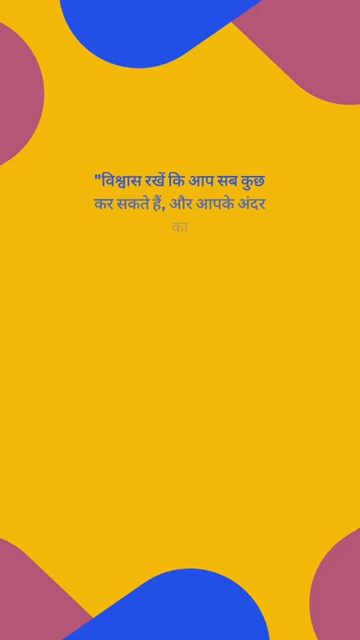 "विश्वास रखें कि आप सब कुछ
कर सकते हैं, और आपके अंदर
का